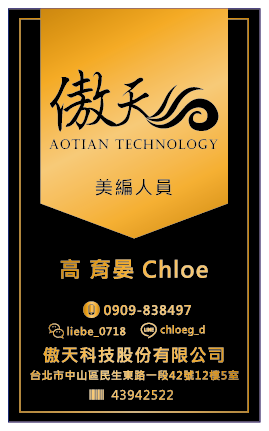 傲天
AOTIAN TECHNOLOGY
美編人員
高 育晏 Chloe
0909-838497
liebe_0718 LINE chloeg_d
傲天科技股份有限公司
台北市中山區民生東路一段42號12樓5室
43942522